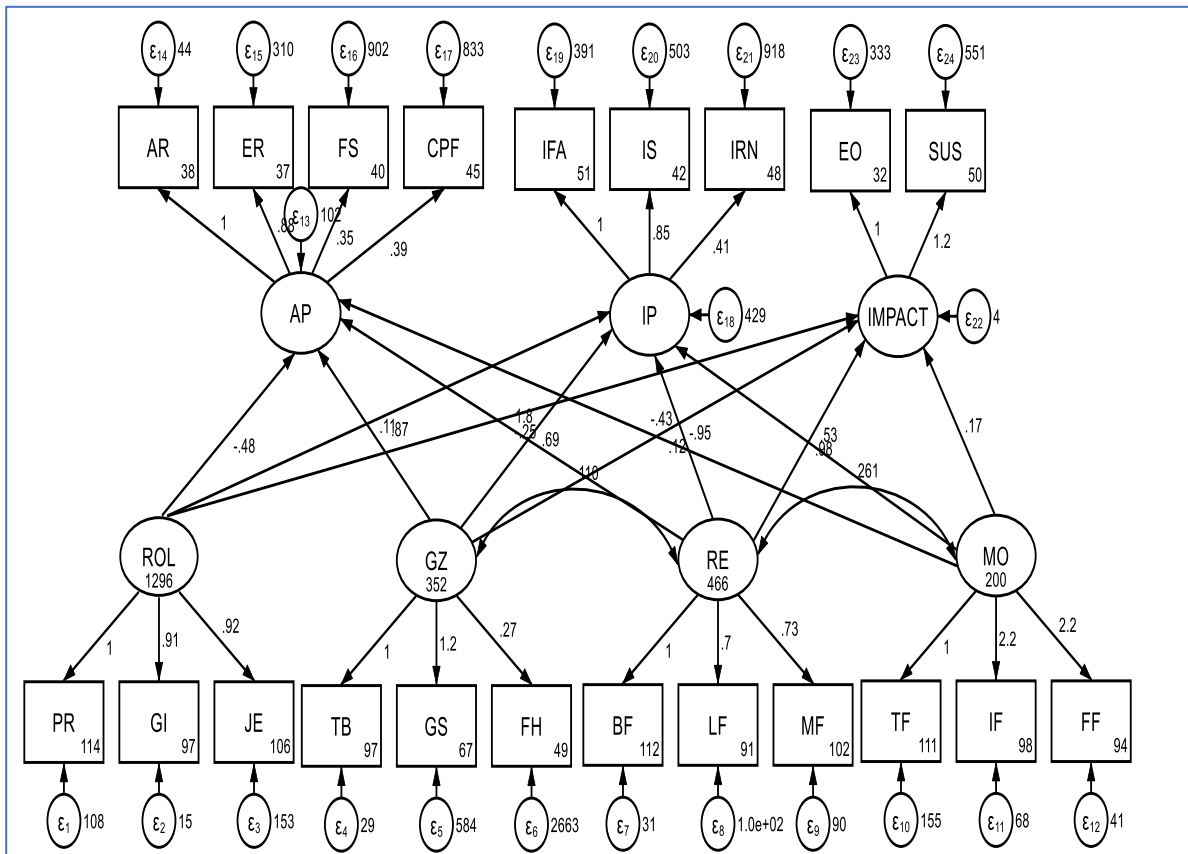 ε14 44 ε15 310 ε16 902 ε17 833 ε19 391 ε20 503 ε21 918 ε23 333 ε24 551
AR ER FS CPF IFA IS IRN EO SUS
38 37 40 45 51 42 48 32 50
ε13 102
1 .88 .35 .39 1 .85 .41 1 1.2
AP IP IMPACT
ε18 429 ε22 4
-.48 .11 .87 1.8 .25 .69 -.43 -.95 .12 .53 .98 .17
110 261
ROL GZ RE MO
1296 352 466 200
1 .91 .92 1 1.2 .27 1 .7 .73 1 2.2 2.2
PR GI JE TB GS FH BF LF MF TF IF FF
114 97 106 97 67 49 112 91 102 111 98 94
ε1 108 ε2 15 ε3 153 ε4 29 ε5 584 ε6 2663 ε7 31 ε8 1.0e+02 ε9 90 ε10 155 ε11 68 ε12 41